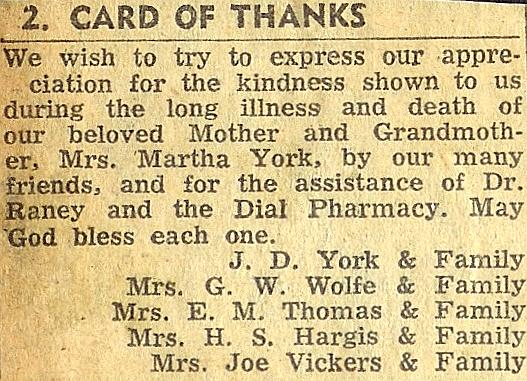 2. CARD OF THANKS
We wish to try to express our appre-
ciation for the kindness shown to us
during the long illness and death of
our beloved Mother and Grandmoth-
er, Mrs. Martha York, by our many
friends, and for the assistance of Dr.
Raney and the Dial Pharmacy. May
God bless each one.
J. D. York & Family
Mrs. G. W. Wolfe & Family
Mrs. E. M. Thomas & Family
Mrs. H. S. Hargis & Family
Mrs. Joe Vickers & Family